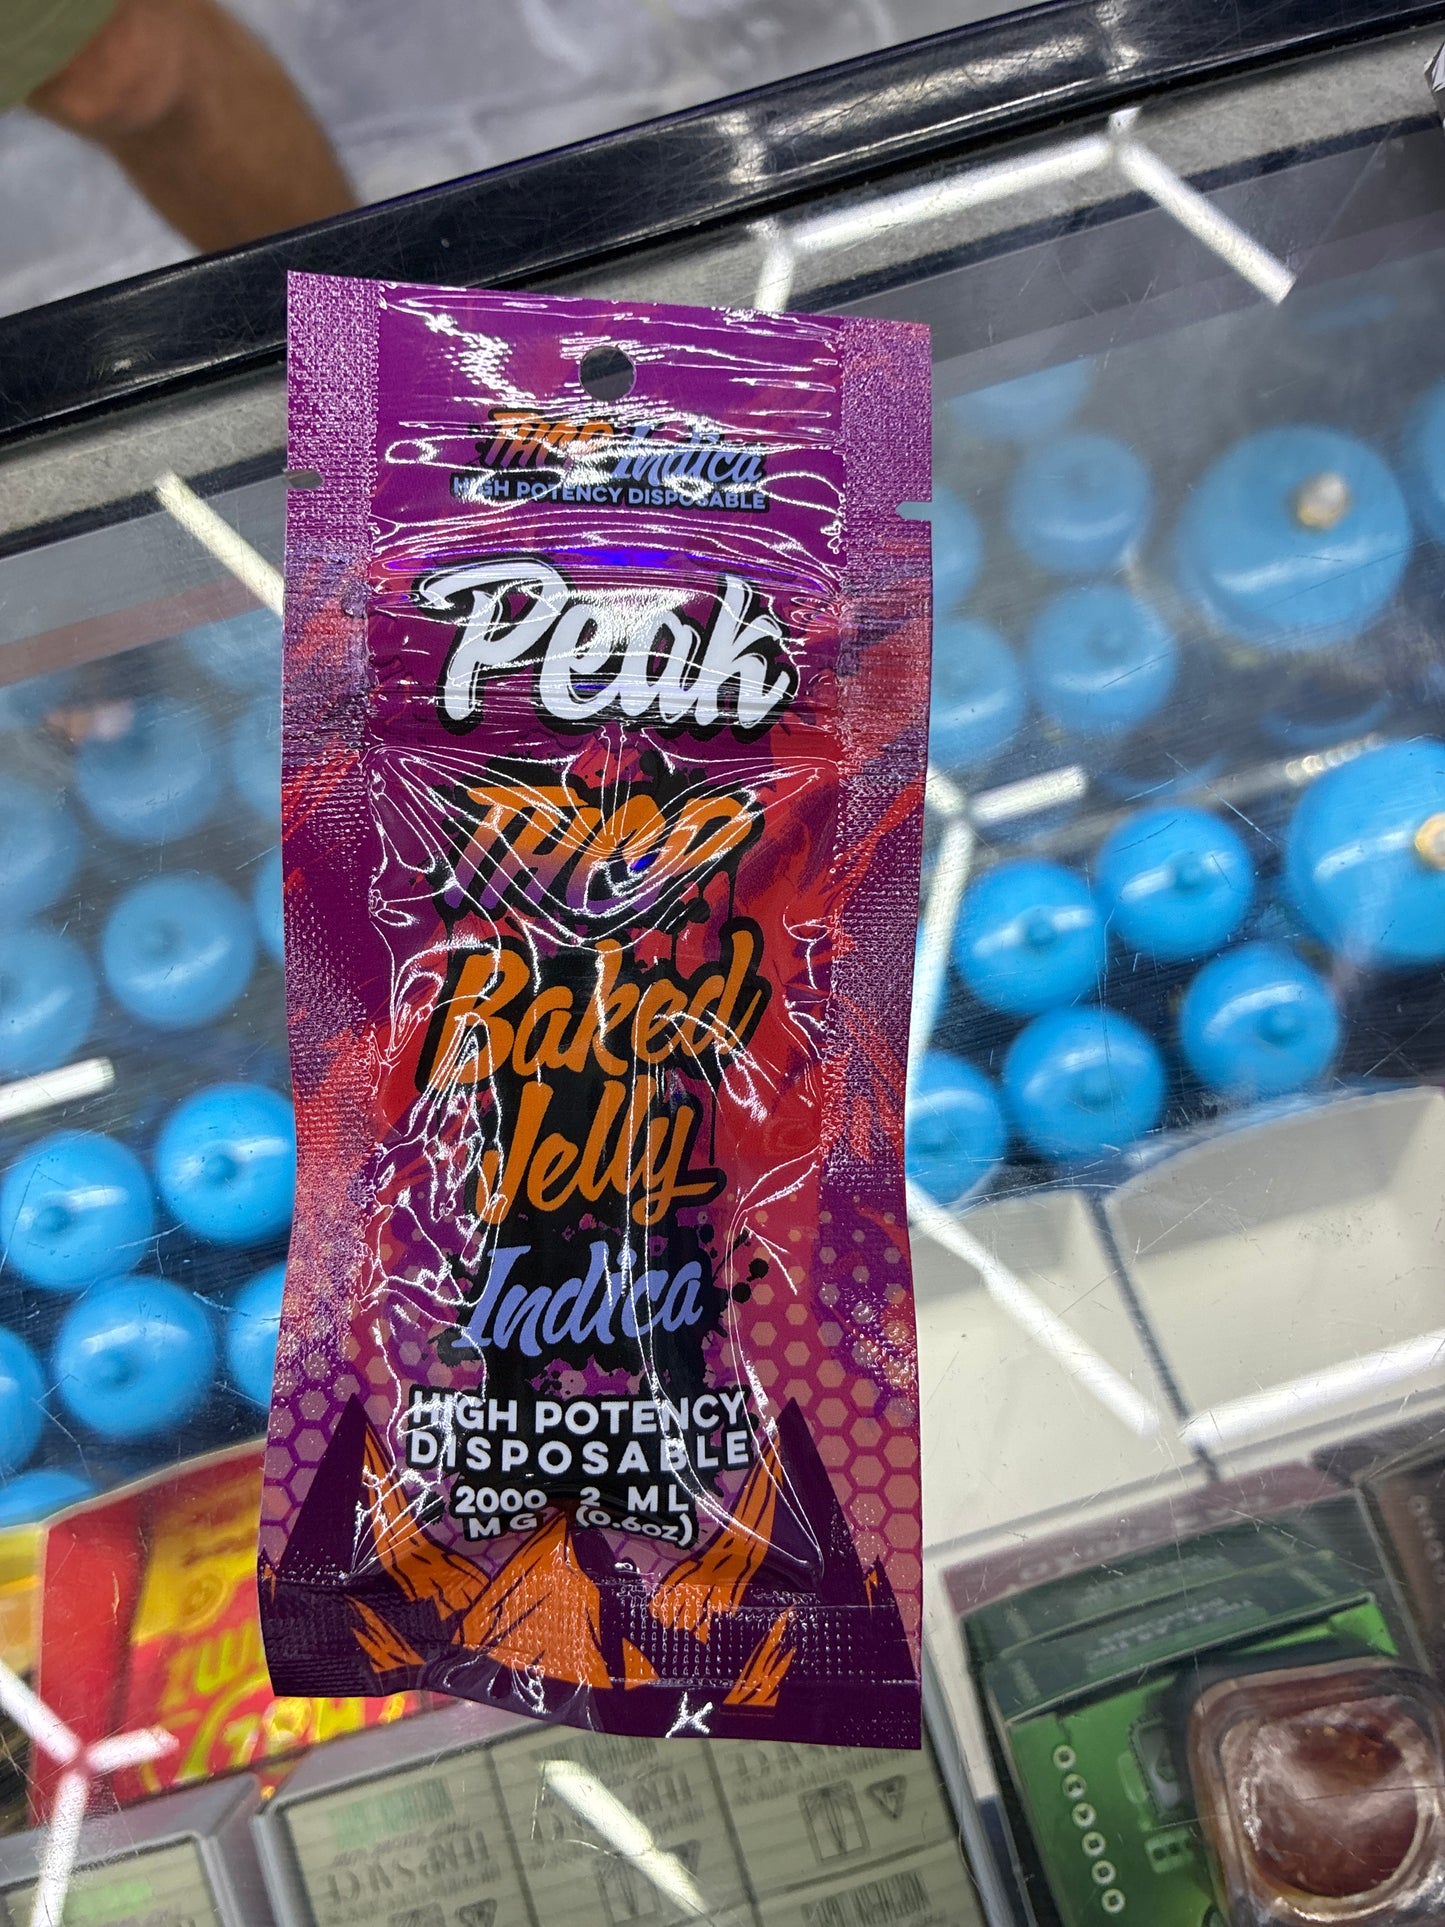 THCP Indica
HIGH POTENCY DISPOSABLE
Peak
THCP
Baked
Jelly
Indica
HIGH POTENCY
DISPOSABLE
2000 2 ML
MG (0.6oz)